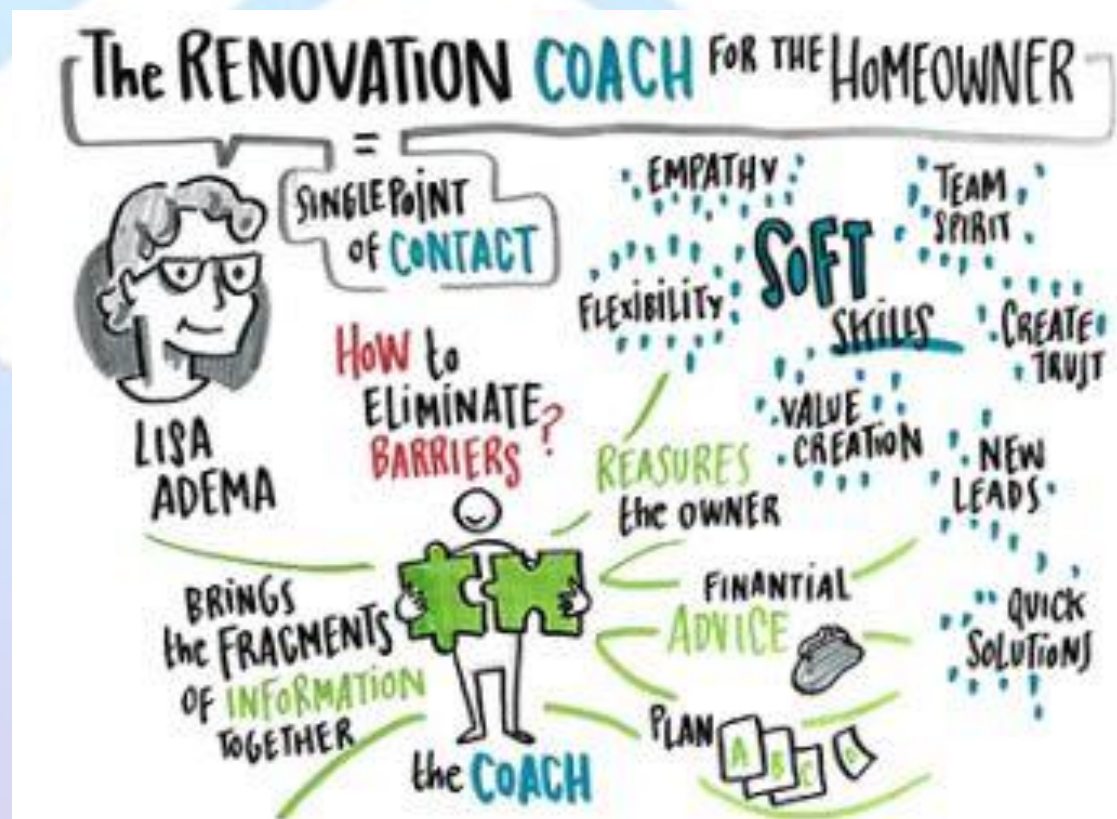 The RENOVATION COACH FOR THE HOMEOWNER
=
SINGLE POINT
OF CONTACT
LISA
ADEMA
HOW to
ELIMINATE
BARRIERS?
EMPATHY
TEAM
SPIRIT
SOFT
SKILLS
FLEXIBILITY
CREATE
TRUST
VALUE
CREATION
NEW
LEADS
QUICK
SOLUTIONS
REASURES
the OWNER
FINANTIAL
ADVICE
PLAN A B C D
BRINGS
the FRAGMENTS
OF INFORMATION
TOGETHER
the COACH